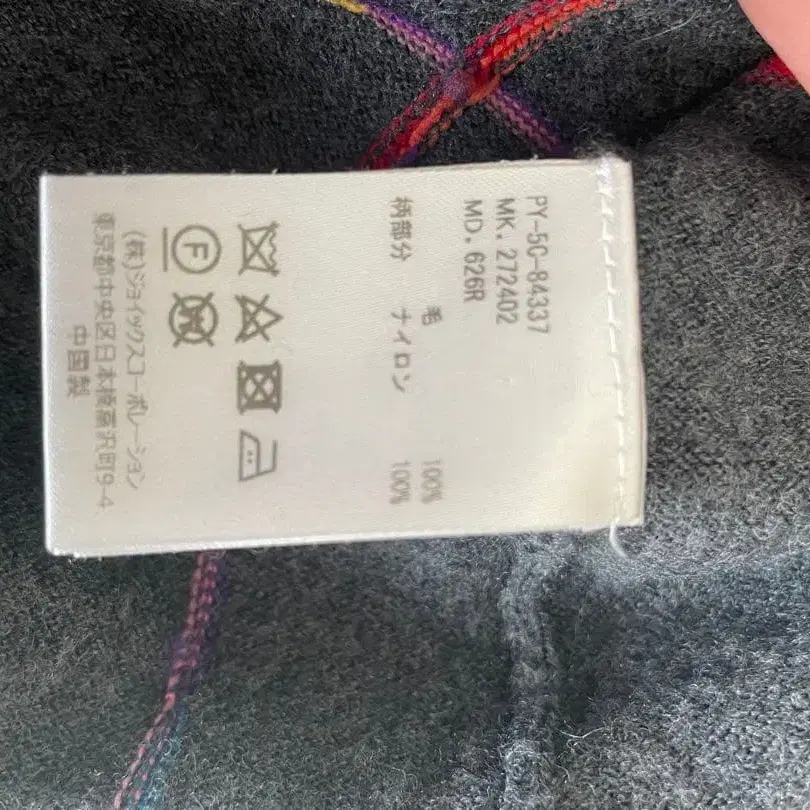 PY-5C-84337
MK. 272402
MD. 626R
毛 100%
柄部分 ナイロン 100%
F
W
(株)ジョイックスコーポレーション
東京都中央区日本橋富沢町9-4
中国製